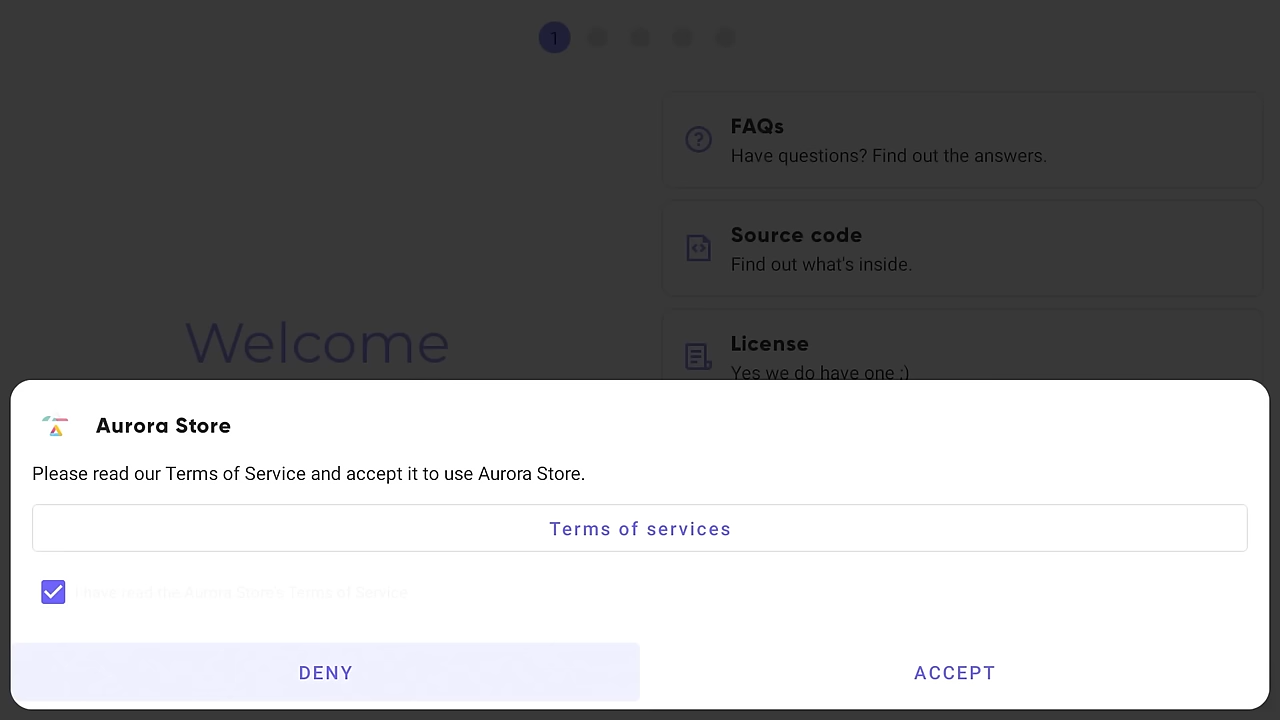 1
FAQs
Have questions? Find out the answers.
Source code
Find out what's inside.
Welcome
License
Yes we do have one :)
Aurora Store
Please read our Terms of Service and accept it to use Aurora Store.
Terms of services
I have read the Aurora Stores Terms of Service
DENY
ACCEPT